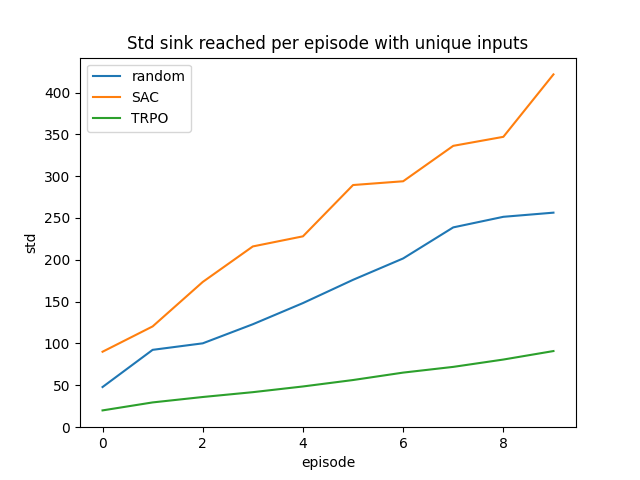 Std sink reached per episode with unique inputs
random
SAC
TRPO
400
350
300
250
200
150
100
50
0
std
0 2 4 6 8
episode